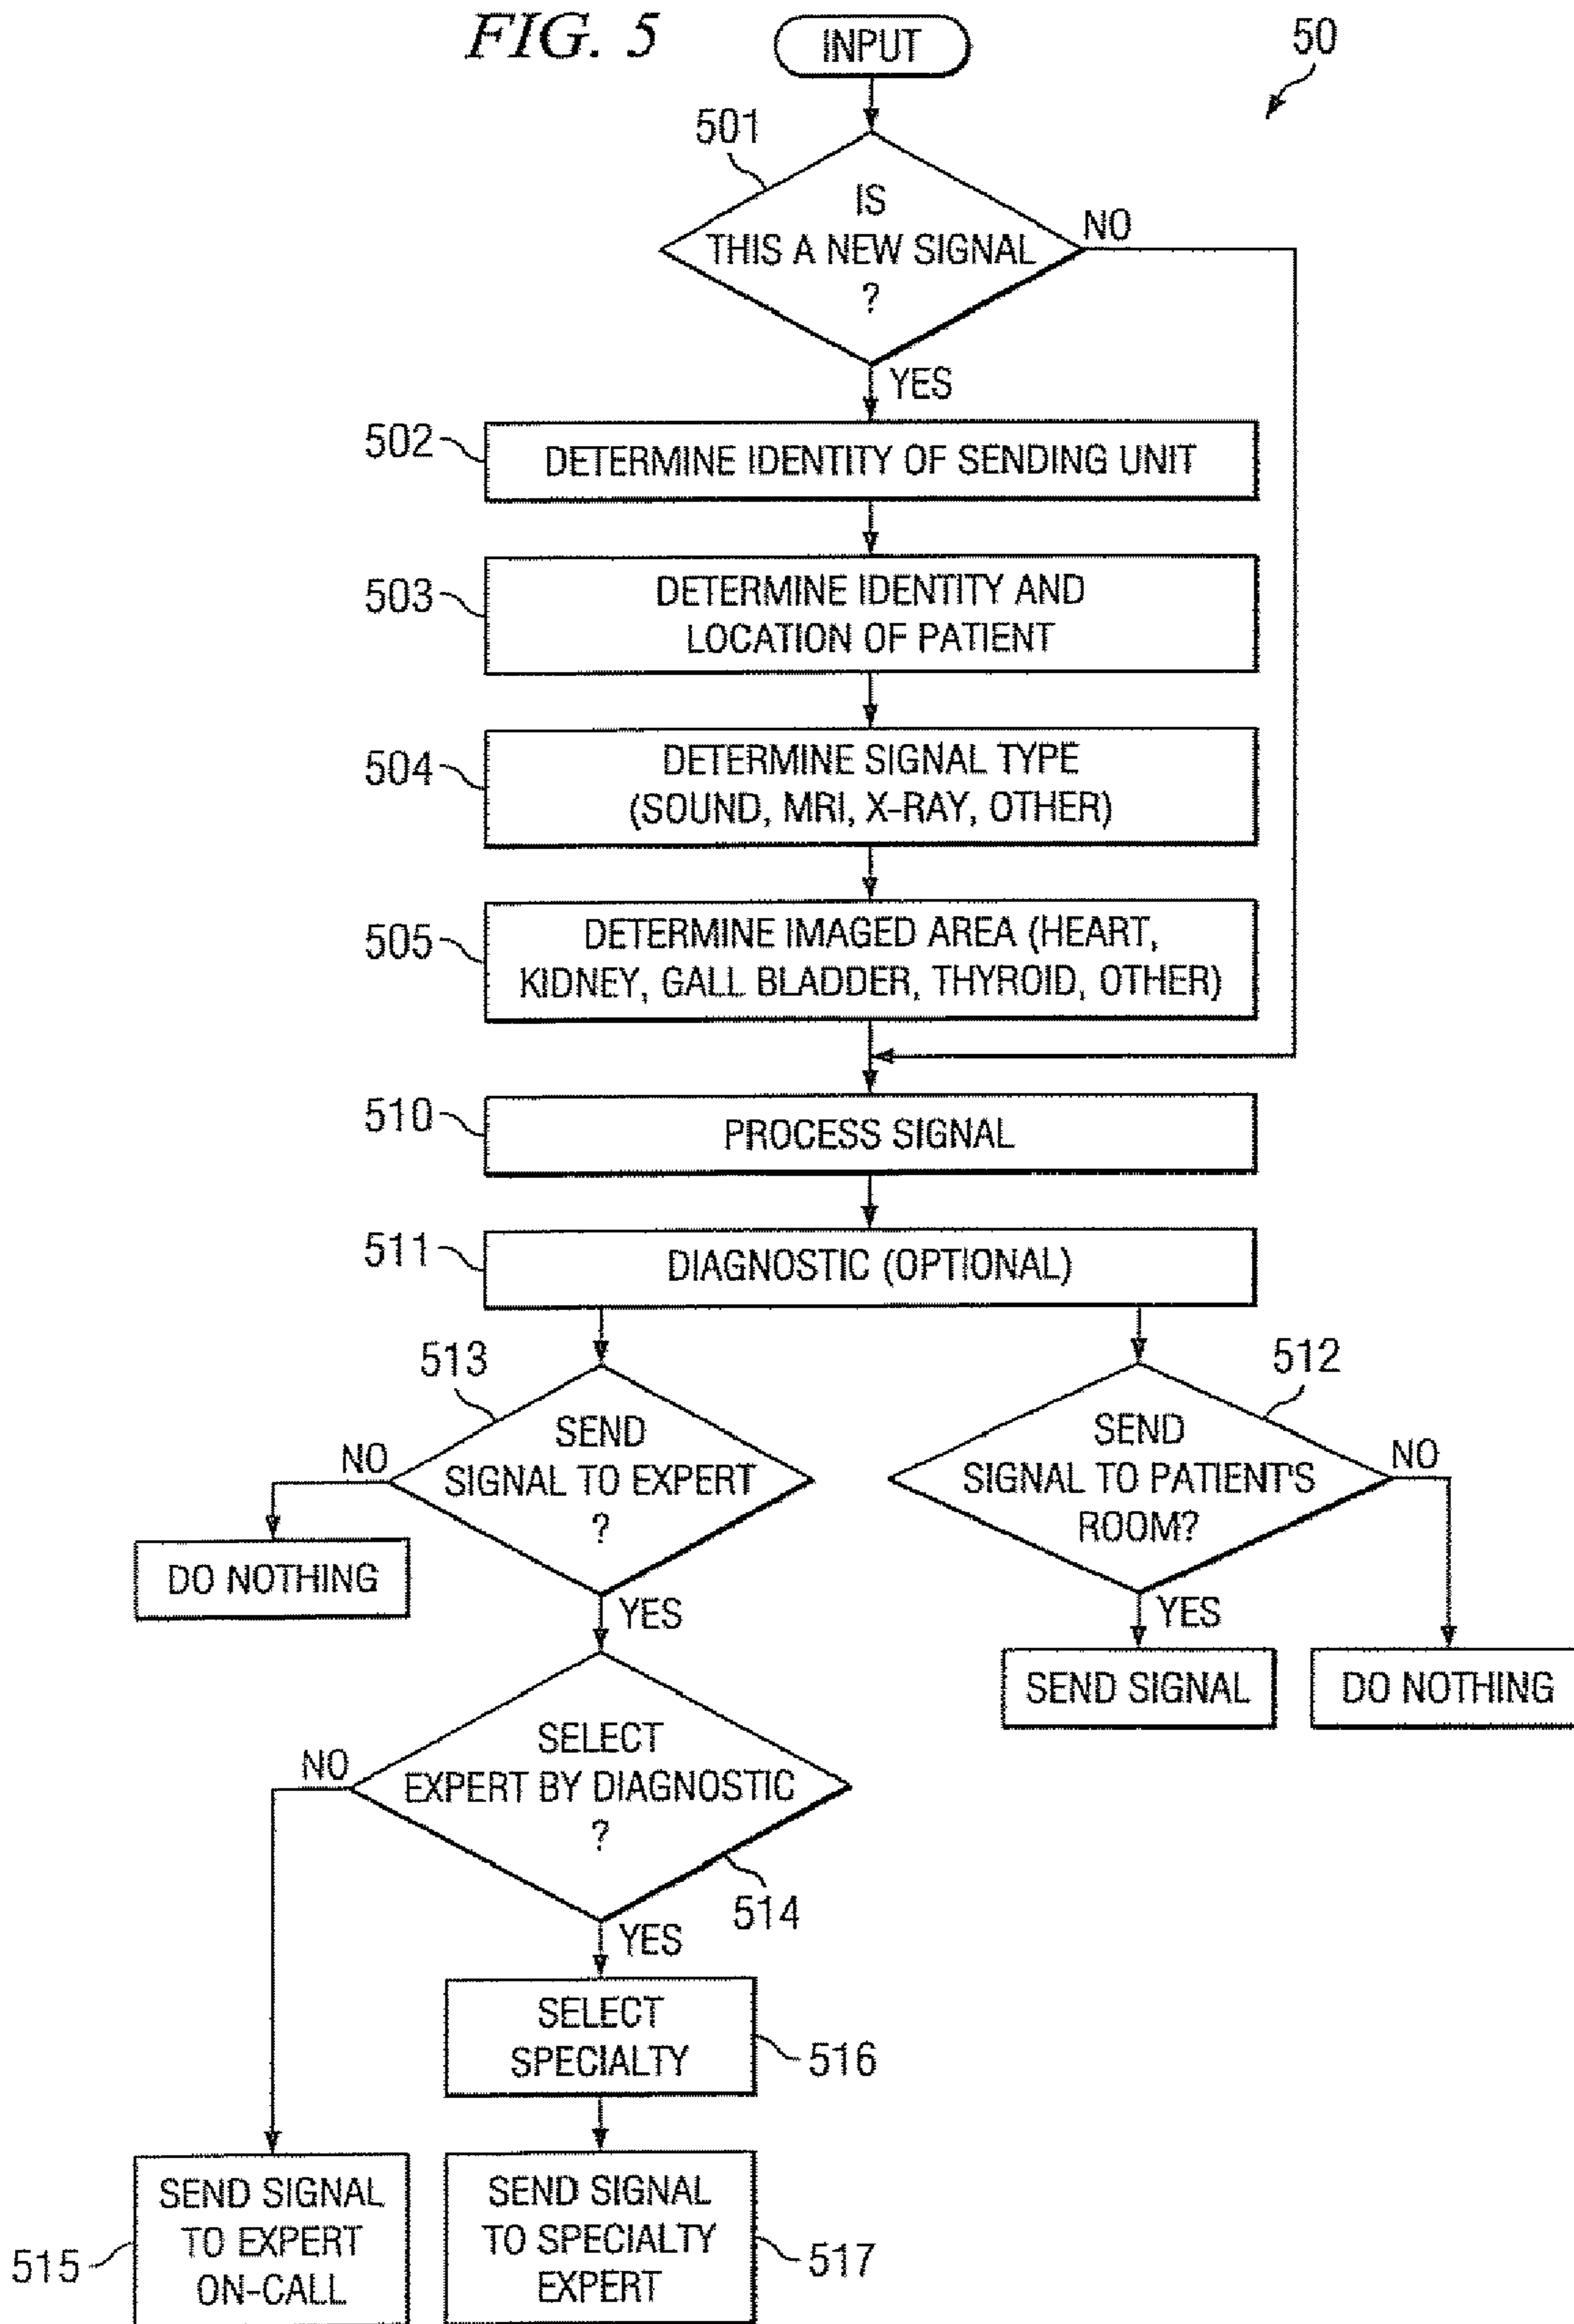 FIG. 5
INPUT
50
501
IS
THIS A NEW SIGNAL
?
NO
YES
502
DETERMINE IDENTITY OF SENDING UNIT
503
DETERMINE IDENTITY AND
LOCATION OF PATIENT
504
DETERMINE SIGNAL TYPE
(SOUND, MRI, X-RAY, OTHER)
505
DETERMINE IMAGED AREA (HEART,
KIDNEY, GALL BLADDER, THYROID, OTHER)
510
PROCESS SIGNAL
511
DIAGNOSTIC (OPTIONAL)
513
SEND
SIGNAL TO EXPERT
?
NO
DO NOTHING
YES
512
SEND
SIGNAL TO PATIENT'S
ROOM?
NO
YES
SEND SIGNAL
DO NOTHING
SELECT
EXPERT BY DIAGNOSTIC
?
NO
514
YES
SELECT
SPECIALTY
516
515
SEND SIGNAL
TO EXPERT
ON-CALL
SEND SIGNAL
TO SPECIALTY
EXPERT
517